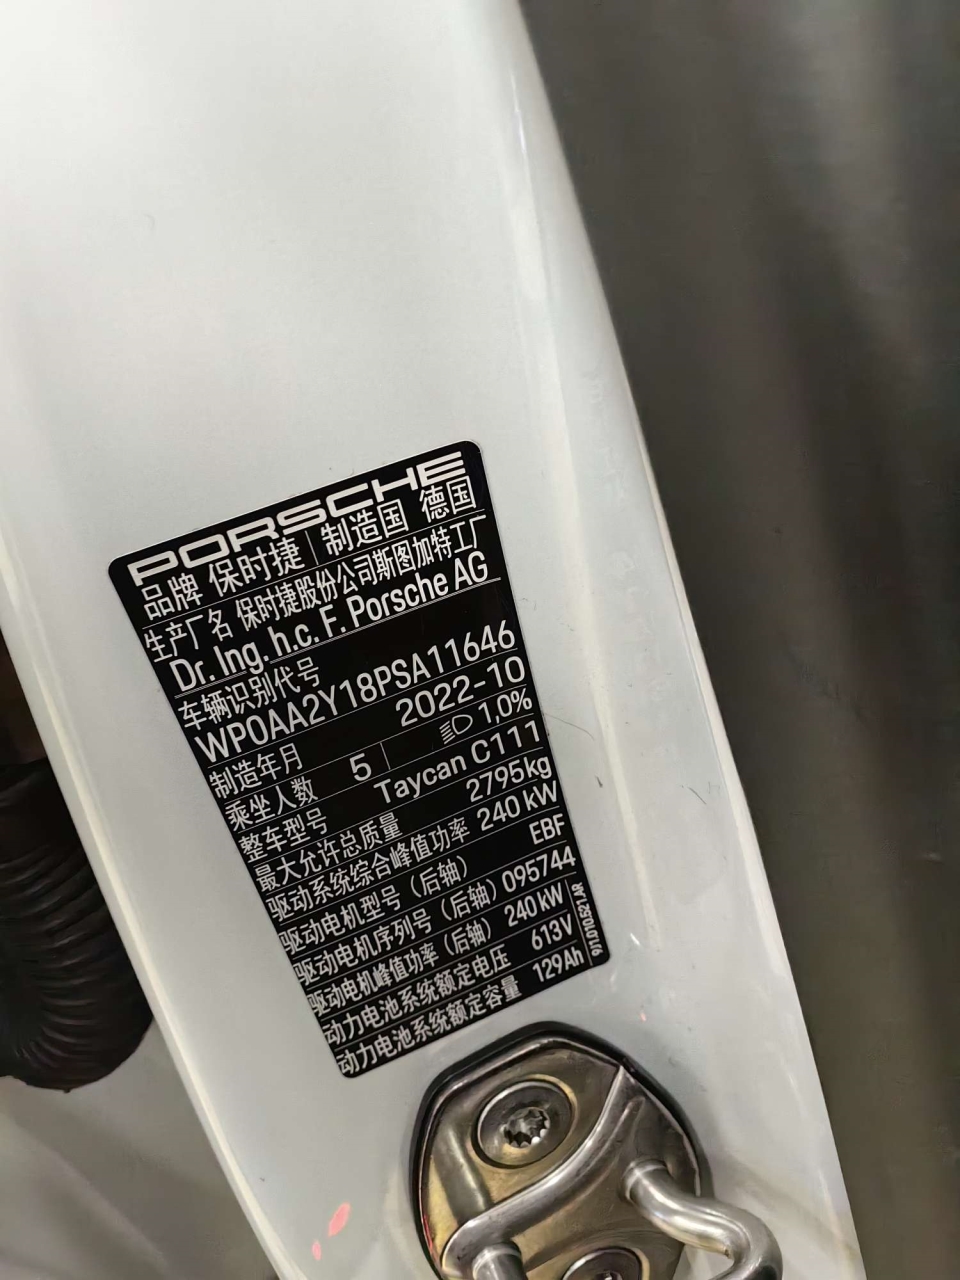 PORSCHE
品牌 保时捷 制造国 德国
生产厂名 保时捷股份公司斯图加特工厂
Dr. Ing. h.c. F. Porsche AG
车辆识别代号
WP0AA2Y18PSA11646
制造年月 2022-10
乘坐人数 5 1,0%
整车型号 Taycan C111
最大允许总质量 2795kg
驱动系统综合峰值功率 240 kW
驱动电机型号(后轴) EBF
驱动电机序列号(后轴) 095744
驱动电机峰值功率(后轴) 240 kW
动力电池系统额定电压 613V
动力电池系统额定容量 129Ah